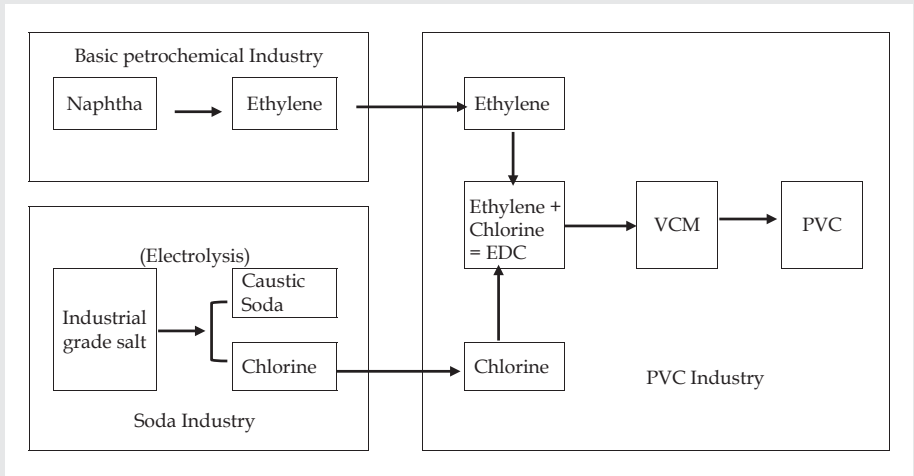 Basic petrochemical Industry
Naphtha
Ethylene
Ethylene
Ethylene +
Chlorine
= EDC
VCM
PVC
(Electrolysis)
Industrial
grade salt
Caustic
Soda
Chlorine
Chlorine
Soda Industry
PVC Industry